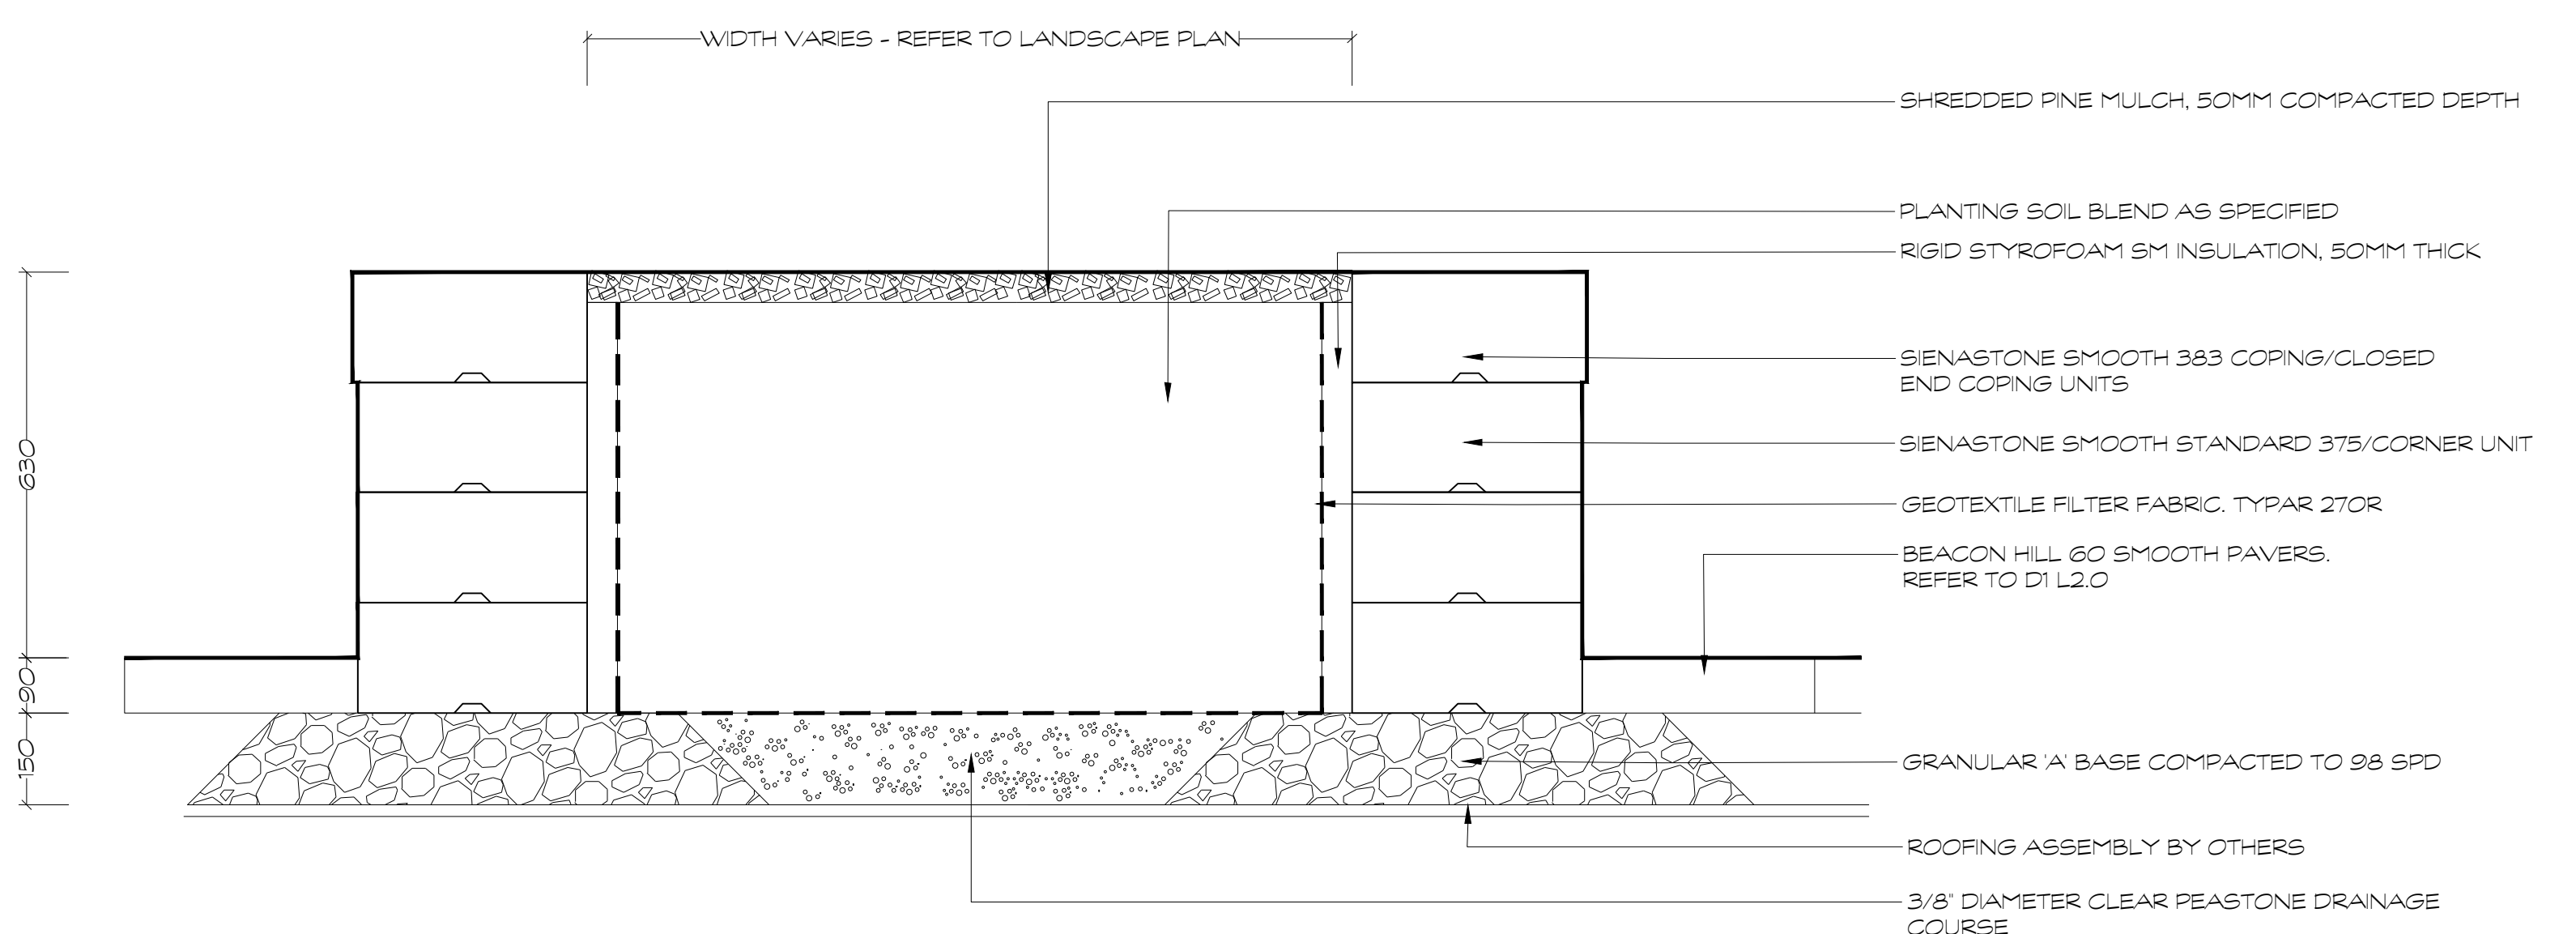 WIDTH VARIES - REFER TO LANDSCAPE PLAN
SHREDDED PINE MULCH, 50MM COMPACTED DEPTH
PLANTING SOIL BLEND AS SPECIFIED
RIGID STYROFOAM SM INSULATION, 50MM THICK
SIENASTONE SMOOTH 383 COPING/CLOSED
END COPING UNITS
SIENASTONE SMOOTH STANDARD 375/CORNER UNIT
630
GEOTEXTILE FILTER FABRIC. TYPAR 270R
BEACON HILL 60 SMOOTH PAVERS.
REFER TO D1 L2.0
90
150
GRANULAR 'A' BASE COMPACTED TO 98 SPD
ROOFING ASSEMBLY BY OTHERS
3/8" DIAMETER CLEAR PEASTONE DRAINAGE
COURSE